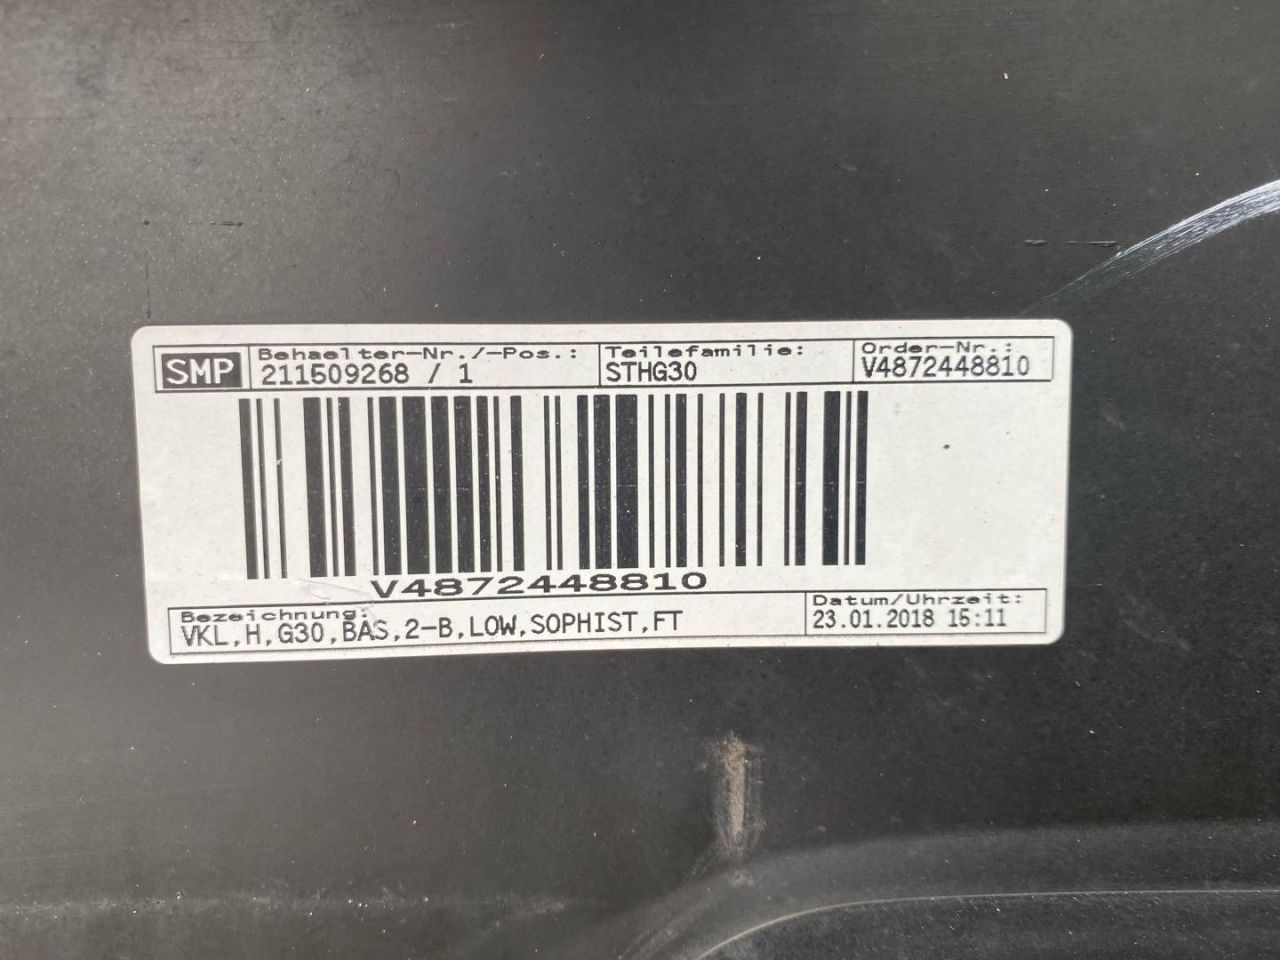 SMP
Behaelter-Nr./-Pos.:
211509268 / 1
Teilefamilie:
STHG30
Order-Nr.:
V4872448810
V4872448810
Bezeichnung:
VKL,H,G30,BAS,2-B,LOW,SOPHIST,FT
Datum/Uhrzeit:
23.01.2018 15:11